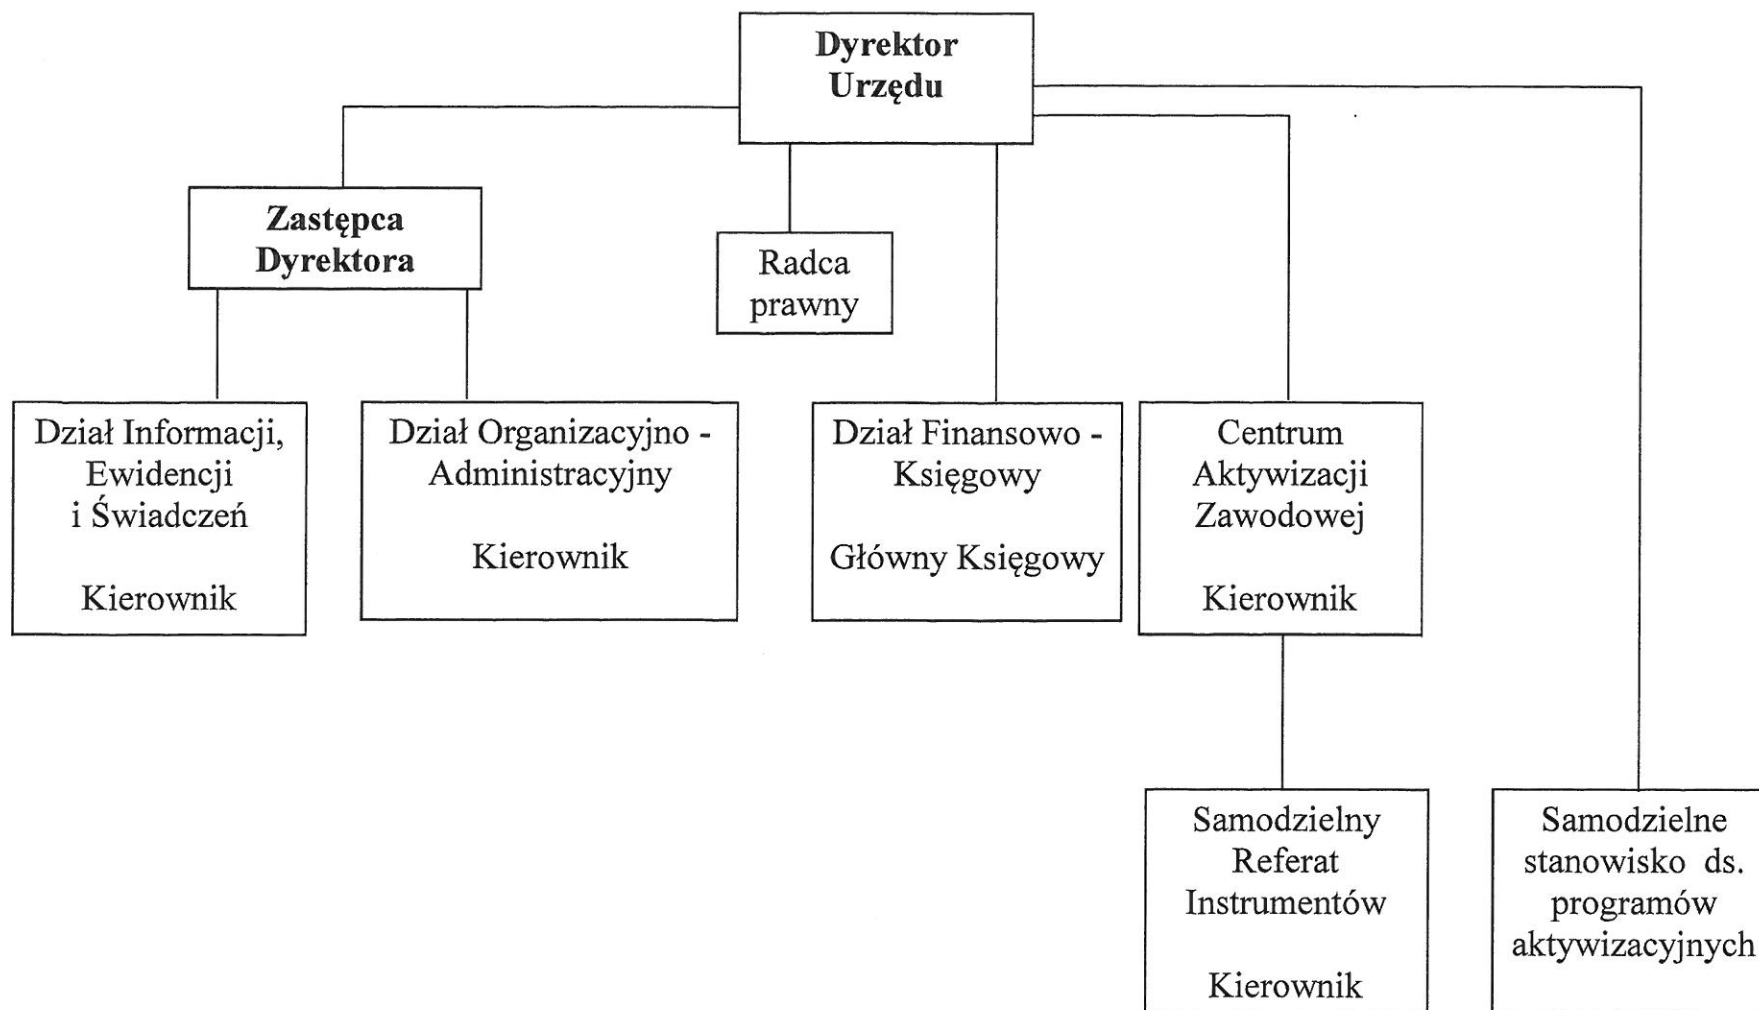 Dyrektor
Urzędu
Zastępca
Dyrektora
Radca
prawny
Dział Informacji,
Ewidencji
i Świadczeń
Kierownik
Dział Organizacyjno -
Administracyjny
Kierownik
Dział Finansowo -
Księgowy
Główny Księgowy
Centrum
Aktywizacji
Zawodowej
Kierownik
Samodzielny
Referat
Instrumentów
Kierownik
Samodzielne
stanowisko ds.
programów
aktywizacyjnych